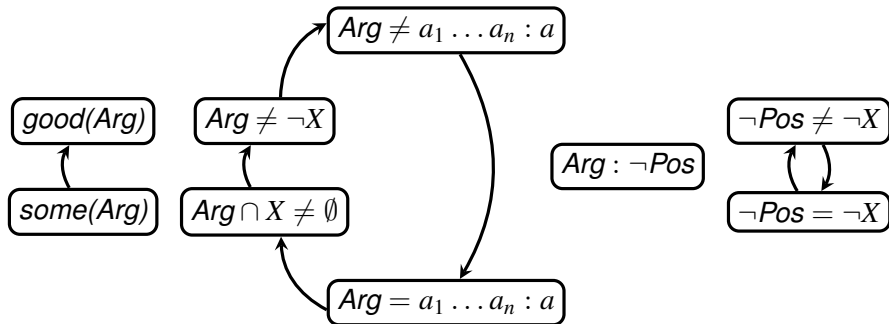 Arg ≠ a₁ … aₙ : a
good(Arg)
Arg ≠ ¬X
¬Pos ≠ ¬X
Arg : ¬Pos
some(Arg)
Arg ∩ X ≠ ∅
¬Pos = ¬X
Arg = a₁ … aₙ : a